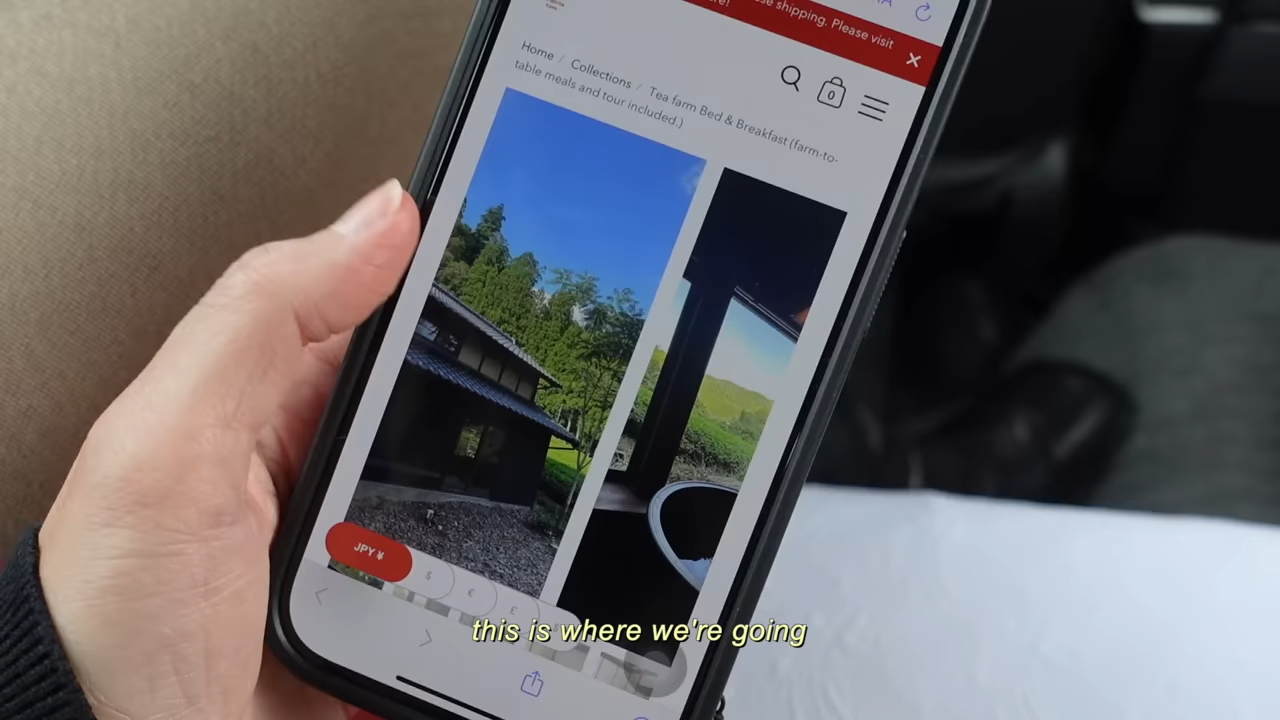 se shipping. Please visit
re!
Home / Collections / Tea farm Bed & Breakfast (farm-to-
table meals and tour included.)
0
JPY ¥
$
€
£
this is where we're going